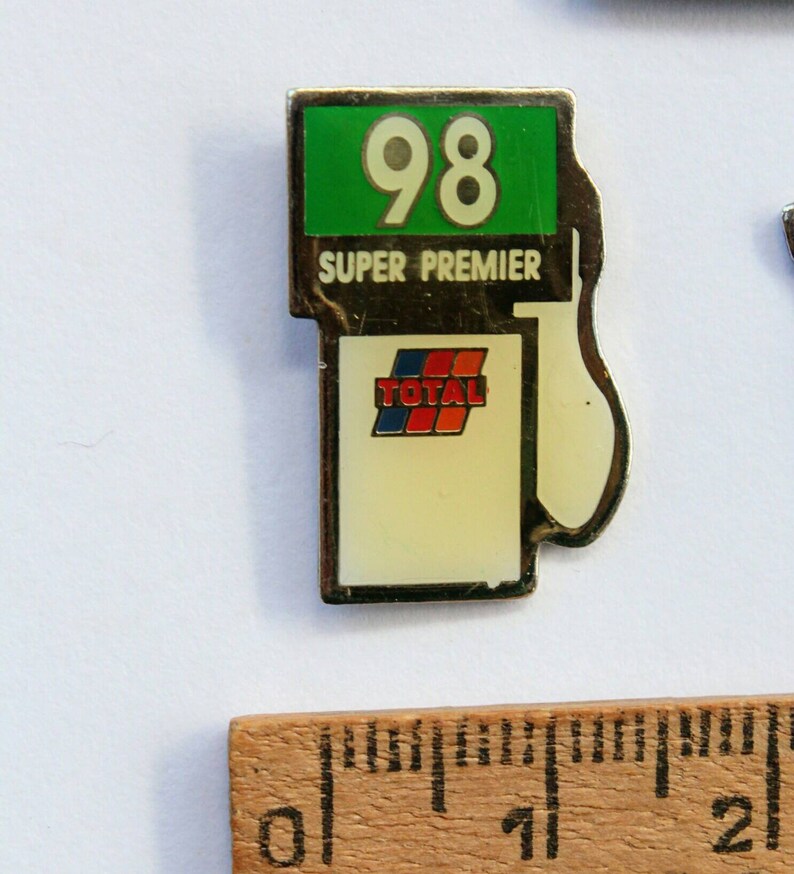 98
SUPER PREMIER
TOTAL
0 1 2